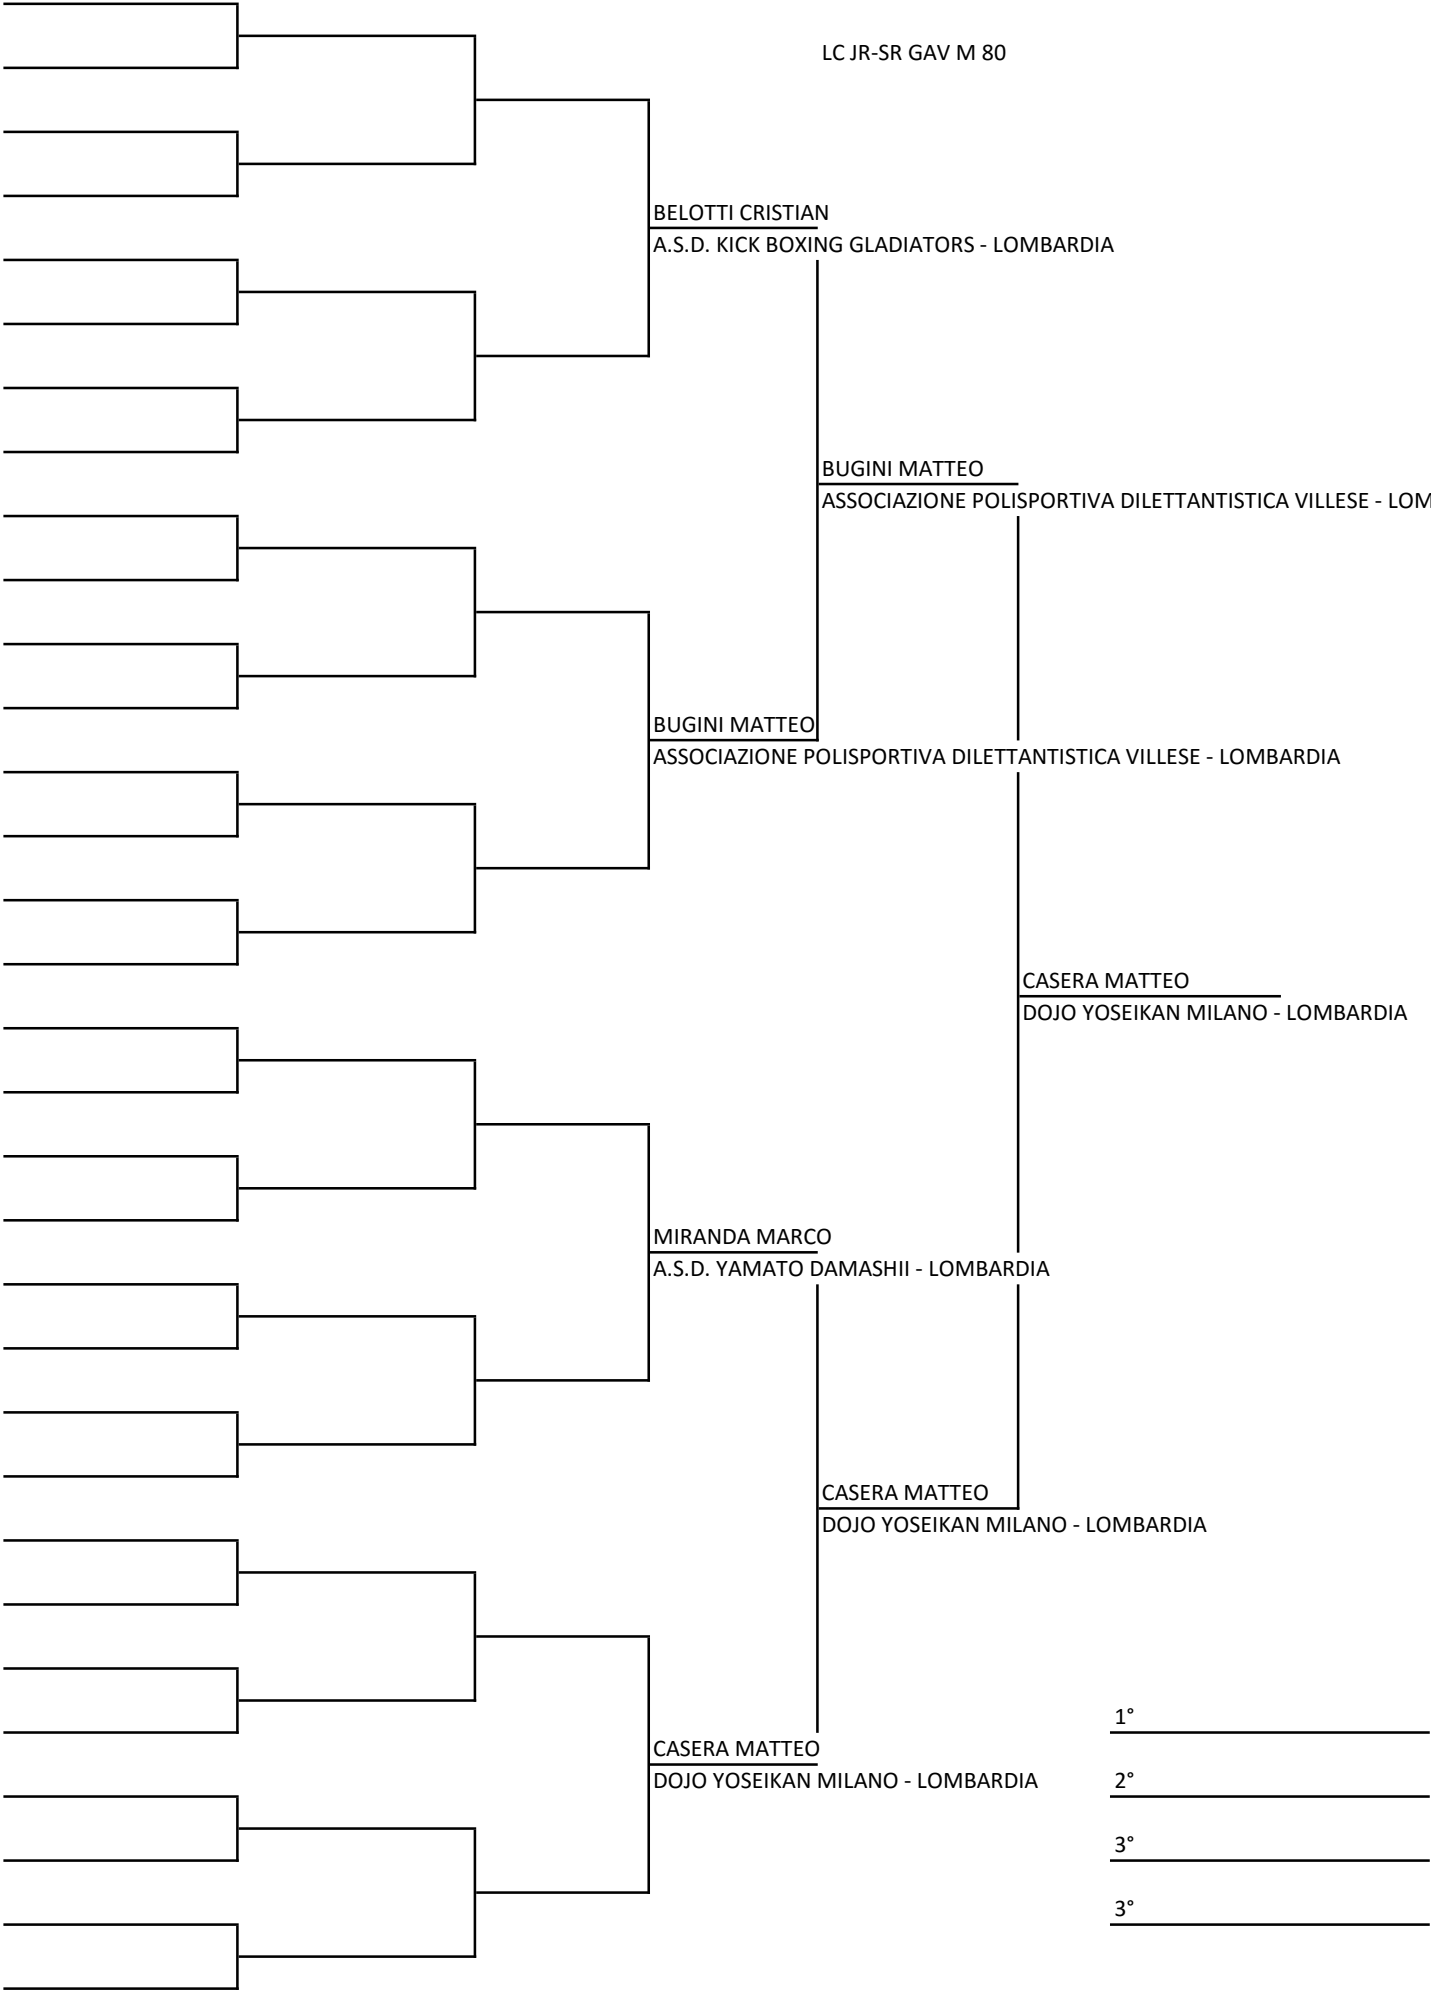 LC JR-SR GAV M 80
BELOTTI CRISTIAN
A.S.D. KICK BOXING GLADIATORS - LOMBARDIA
BUGINI MATTEO
ASSOCIAZIONE POLISPORTIVA DILETTANTISTICA VILLESE - LOM
BUGINI MATTEO
ASSOCIAZIONE POLISPORTIVA DILETTANTISTICA VILLESE - LOMBARDIA
CASERA MATTEO
DOJO YOSEIKAN MILANO - LOMBARDIA
MIRANDA MARCO
A.S.D. YAMATO DAMASHII - LOMBARDIA
CASERA MATTEO
DOJO YOSEIKAN MILANO - LOMBARDIA
1°
CASERA MATTEO
DOJO YOSEIKAN MILANO - LOMBARDIA
2°
3°
3°